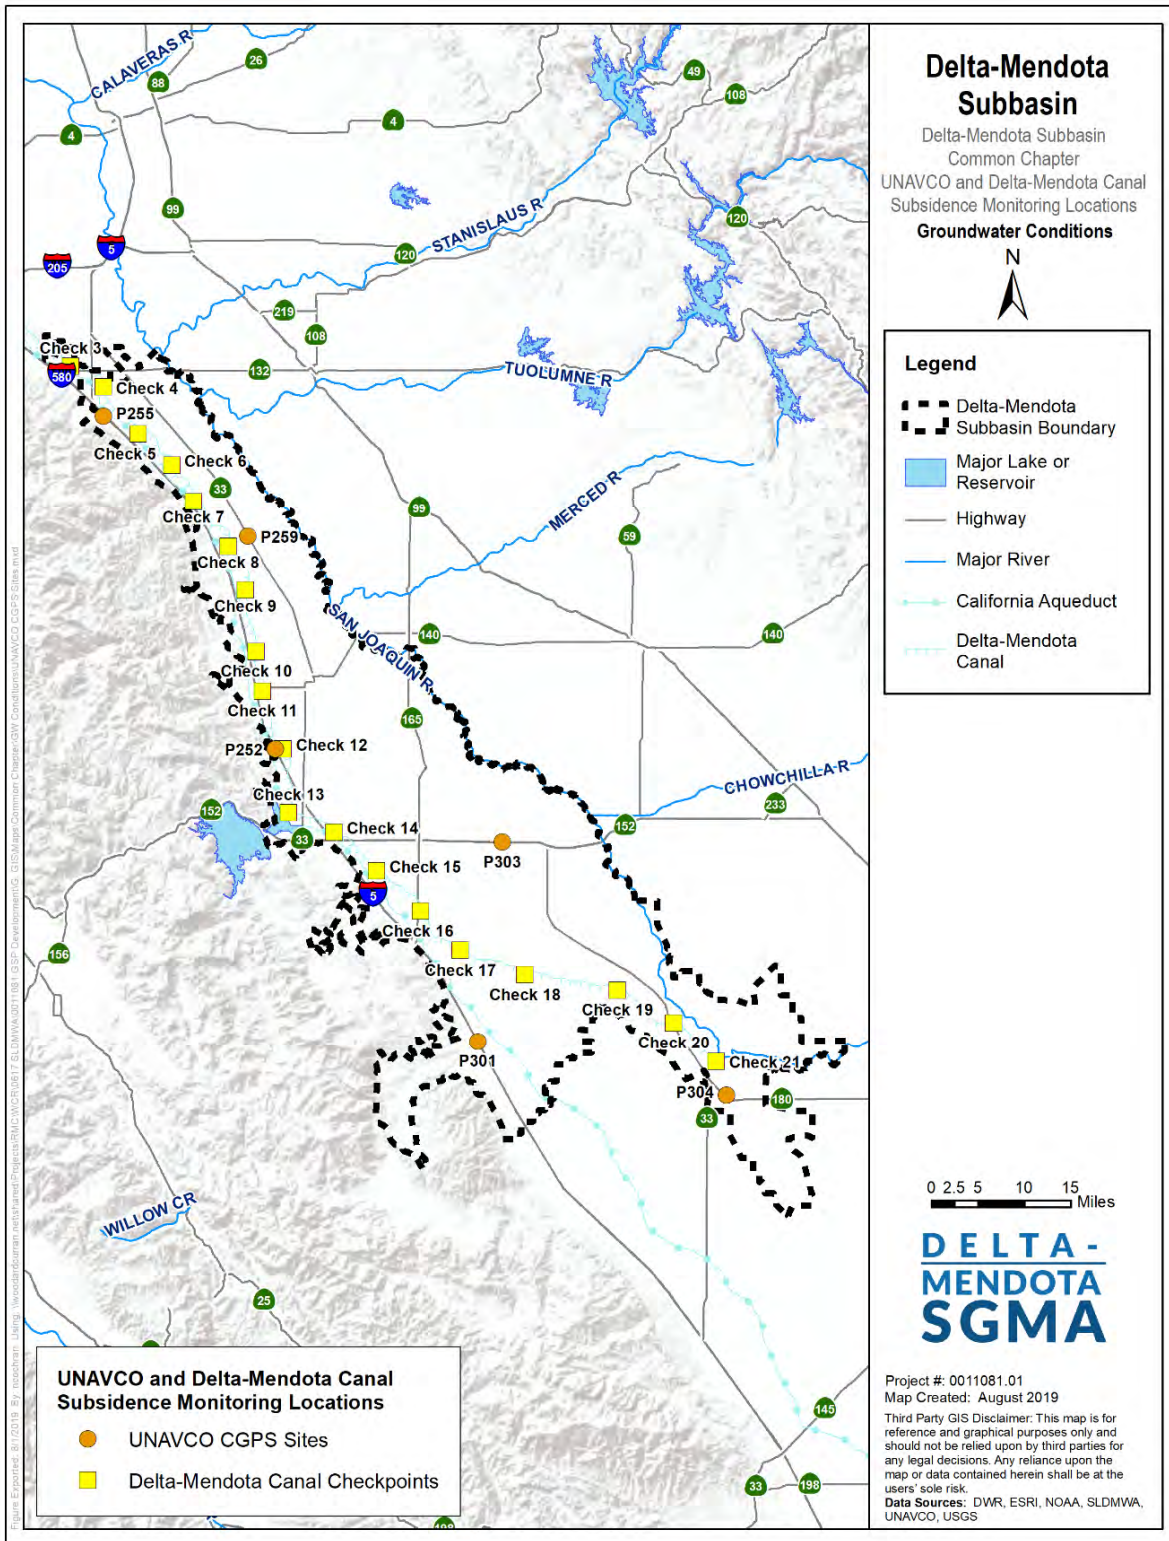 Delta-Mendota
Subbasin
Delta-Mendota Subbasin
Common Chapter
UNAVCO and Delta-Mendota Canal
Subsidence Monitoring Locations
Groundwater Conditions
N
Legend
Delta-Mendota
Subbasin Boundary
Major Lake or
Reservoir
Highway
Major River
California Aqueduct
Delta-Mendota
Canal
0 2.5 5 10 15
Miles
DELTA-
MENDOTA
SGMA
Project #: 0011081.01
Map Created: August 2019
Third Party GIS Disclaimer: This map is for
reference and graphical purposes only and
should not be relied upon by third parties for
any legal decisions. Any reliance upon the
map or data contained herein shall be at the
users' sole risk.
Data Sources: DWR, ESRI, NOAA, SLDMWA,
UNAVCO, USGS
CALAVERAS R
26
88
49
108
4
4
99
STANISLAUS R
120
5
120
205
219
108
Check 3
580
132
TUOLUMNE R
Check 4
P255
Check 5
Check 6
33
MERCED R
Check 7
99
P259
59
Check 8
Check 9
SAN JOAQUIN R
140
140
Check 10
Check 11
165
P252
Check 12
CHOWCHILLA R
Check 13
152
233
152
Check 14
33
P303
Check 15
5
Check 16
156
Check 17
Check 18
Check 19
Check 20
P301
Check 21
P304
180
33
WILLOW CR
25
145
33
198
UNAVCO and Delta-Mendota Canal
Subsidence Monitoring Locations
UNAVCO CGPS Sites
Delta-Mendota Canal Checkpoints